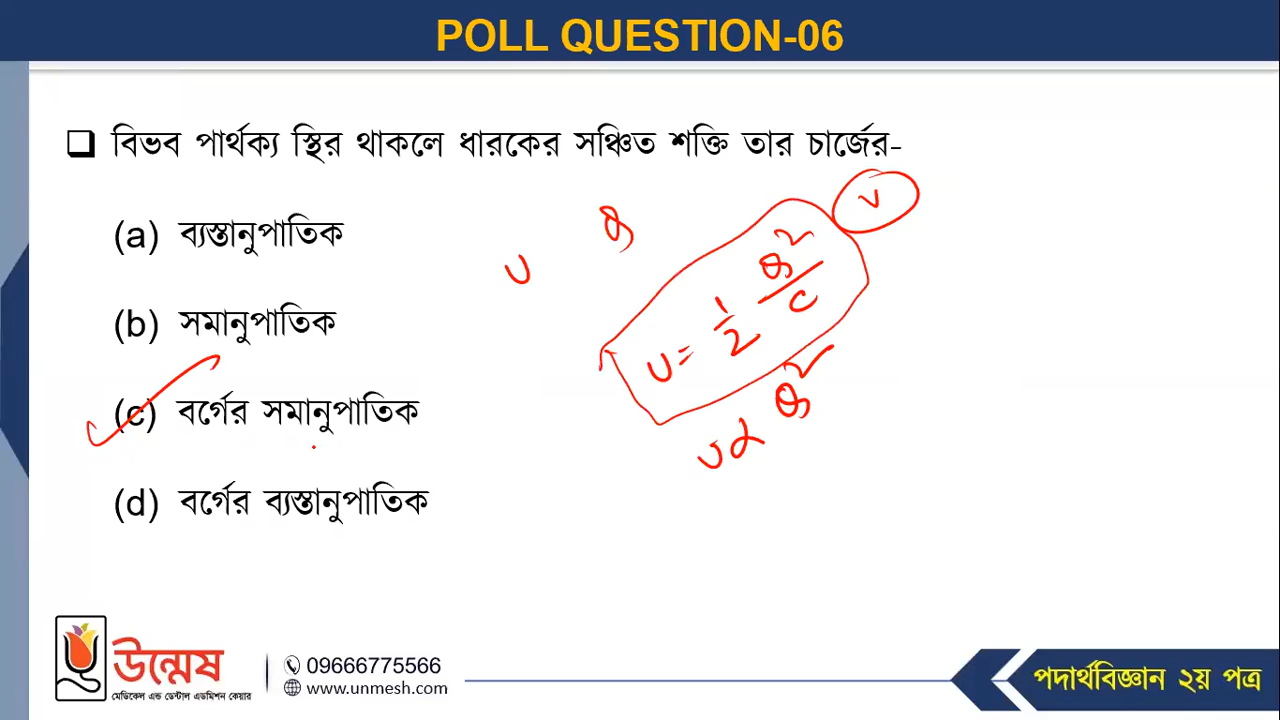 POLL QUESTION-06
❑ বিভব পার্থক্য স্থির থাকলে ধারকের সঞ্চিত শক্তি তার চার্জের-
(a) ব্যস্তানুপাতিক
(b) সমানুপাতিক
(c) বর্গের সমানুপাতিক
(d) বর্গের ব্যস্তানুপাতিক
U Q
V
U = 1/2 Q²/C
U ∝ Q²
উন্মেষ
মেডিকেল এন্ড ডেন্টাল এডমিশন কেয়ার
09666775566
www.unmesh.com
পদার্থবিজ্ঞান ২য় পত্র